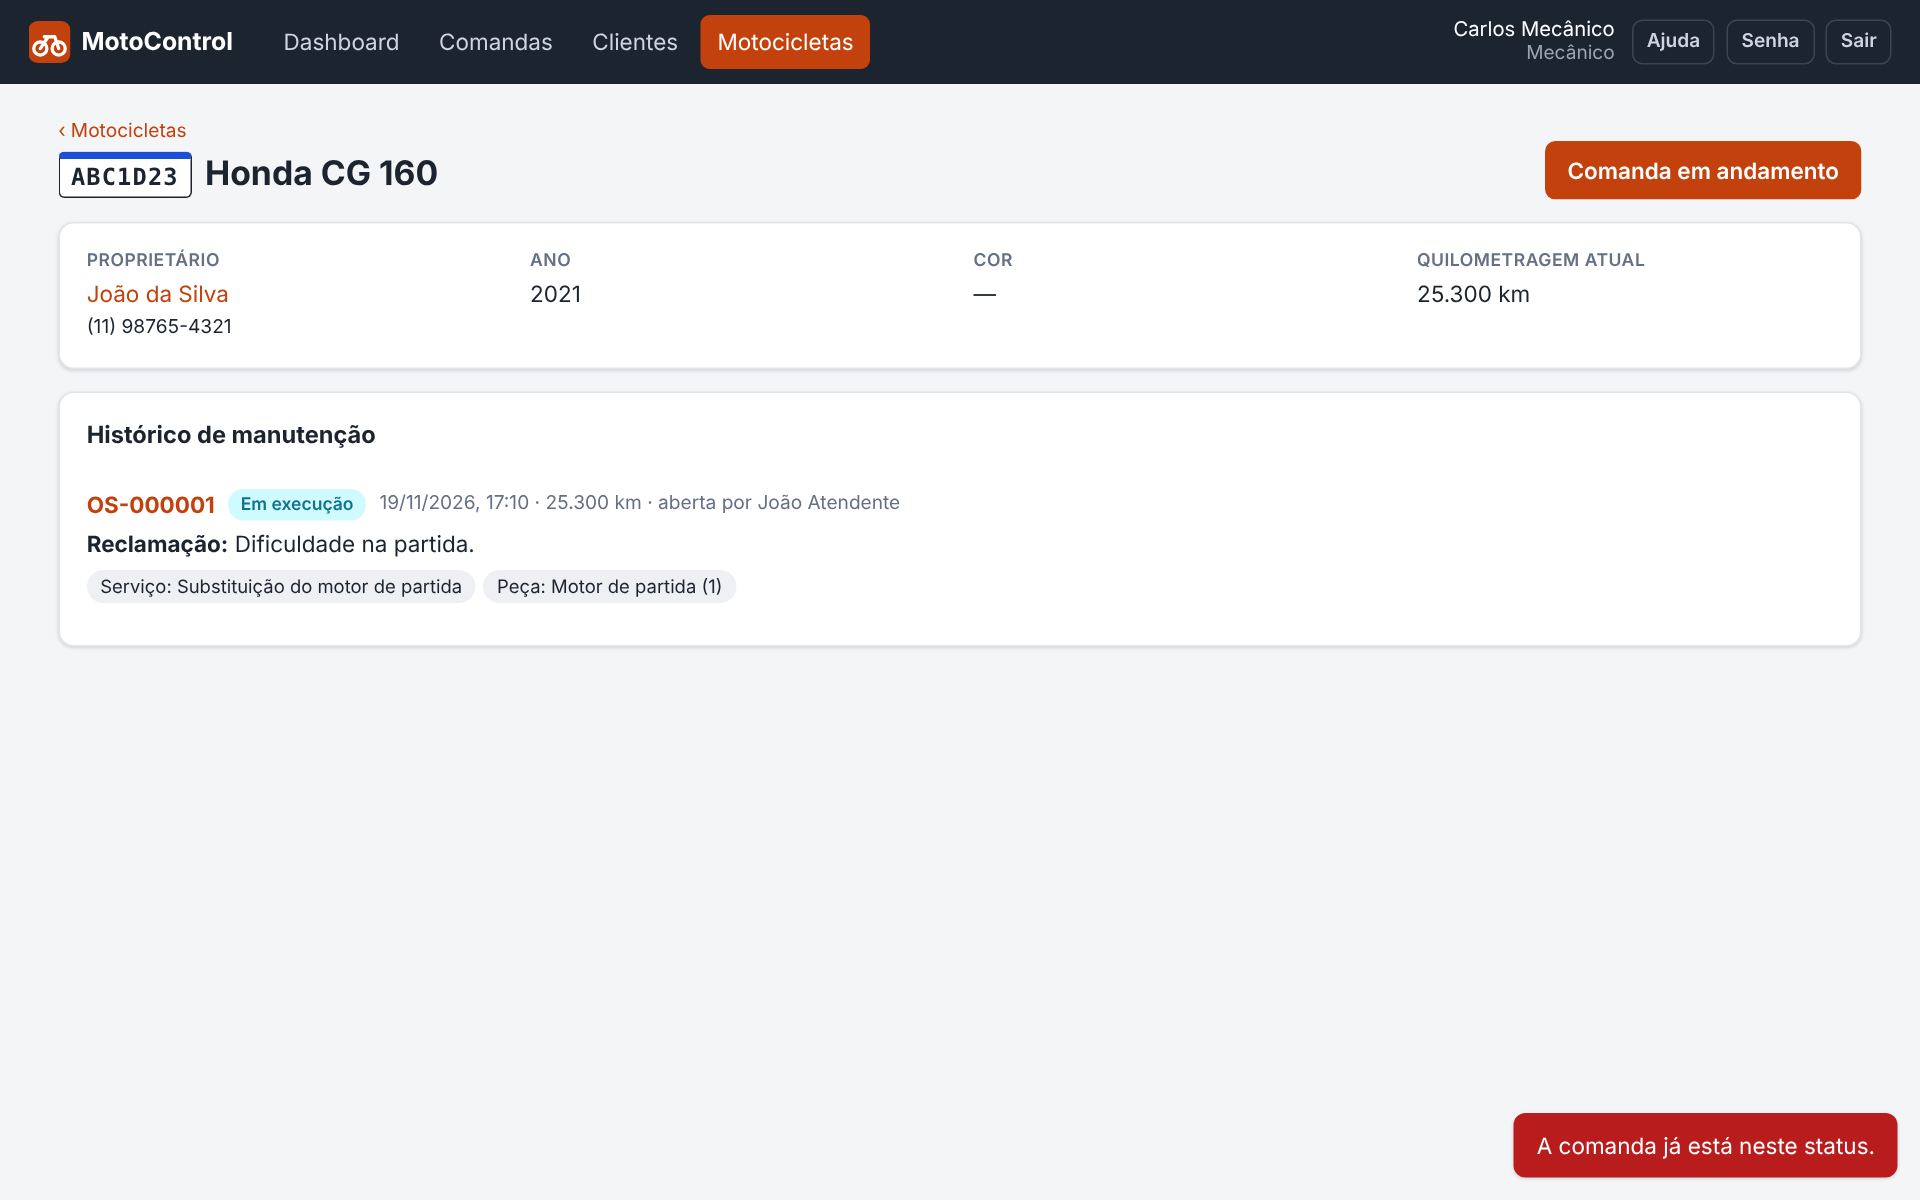 MotoControl
Dashboard
Comandas
Clientes
Motocicletas
Carlos Mecânico
Mecânico
Ajuda
Senha
Sair
‹ Motocicletas
ABC1D23
Honda CG 160
Comanda em andamento
PROPRIETÁRIO
João da Silva
(11) 98765-4321
ANO
2021
COR
—
QUILOMETRAGEM ATUAL
25.300 km
Histórico de manutenção
OS-000001 Em execução 19/11/2026, 17:10 · 25.300 km · aberta por João Atendente
Reclamação: Dificuldade na partida.
Serviço: Substituição do motor de partida Peça: Motor de partida (1)
A comanda já está neste status.